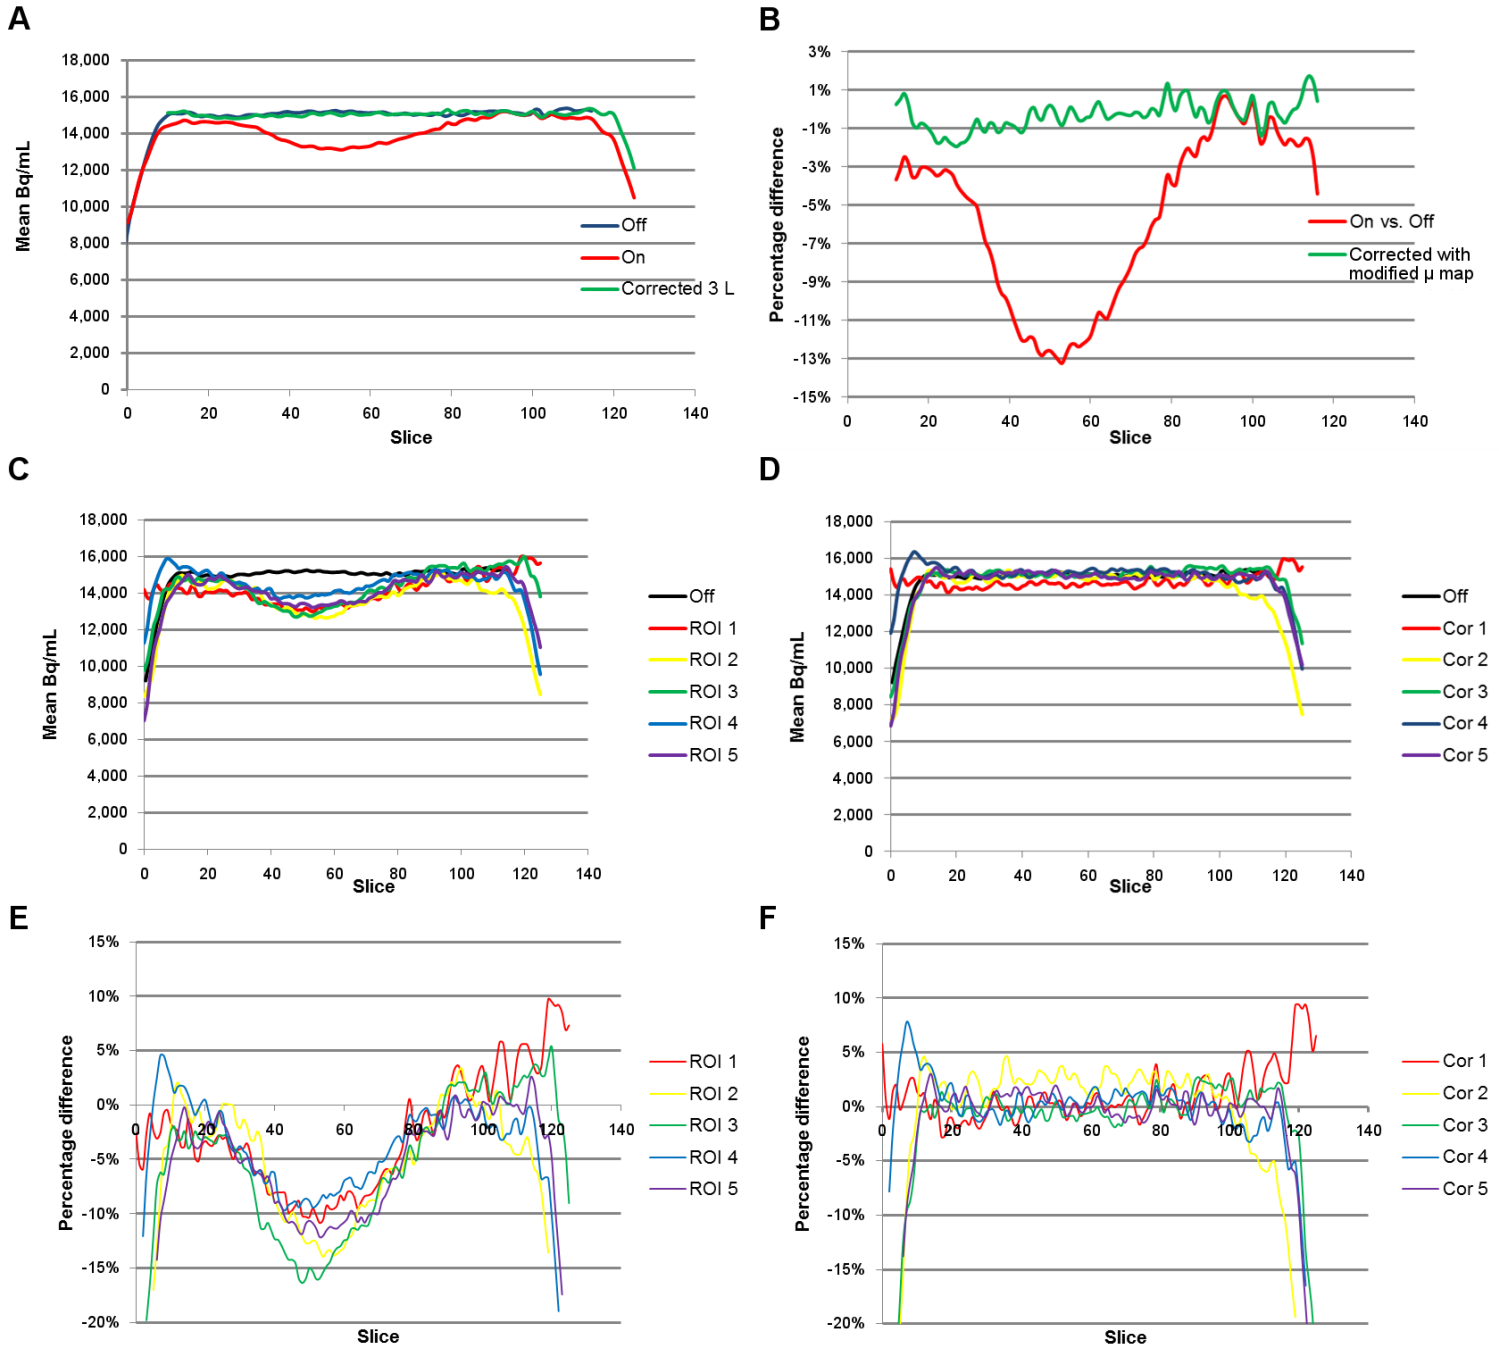 A
18,000
16,000
14,000
12,000
10,000
8,000
6,000
4,000
2,000
0
0 20 40 60 80 100 120 140
Mean Bq/mL
Slice
Off
On
Corrected 3 L
B
3%
1%
-1%
-3%
-5%
-7%
-9%
-11%
-13%
-15%
0 20 40 60 80 100 120 140
Percentage difference
Slice
On vs. Off
Corrected with
modified µ map
C
18,000
16,000
14,000
12,000
10,000
8,000
6,000
4,000
2,000
0
0 20 40 60 80 100 120 140
Mean Bq/mL
Slice
Off
ROI 1
ROI 2
ROI 3
ROI 4
ROI 5
D
18,000
16,000
14,000
12,000
10,000
8,000
6,000
4,000
2,000
0
0 20 40 60 80 100 120 140
Mean Bq/mL
Slice
Off
Cor 1
Cor 2
Cor 3
Cor 4
Cor 5
E
15%
10%
5%
0%
-5%
-10%
-15%
-20%
0 20 40 60 80 100 120 140
Percentage difference
Slice
ROI 1
ROI 2
ROI 3
ROI 4
ROI 5
F
15%
10%
5%
0%
-5%
-10%
-15%
-20%
0 20 40 60 80 100 120 140
Percentage difference
Slice
Cor 1
Cor 2
Cor 3
Cor 4
Cor 5